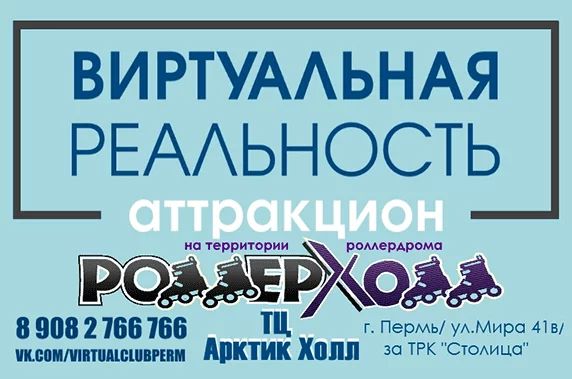 ВИРТУАЛЬНАЯ
РЕАЛЬНОСТЬ
аттракцион
на территории роллердрома
РОЛЛЕРХОЛЛ
8 908 2 766 766
VK.COM/VIRTUALCLUBPERM
ТЦ
Арктик Холл
г. Пермь/ ул.Мира 41в/
за ТРК "Столица"